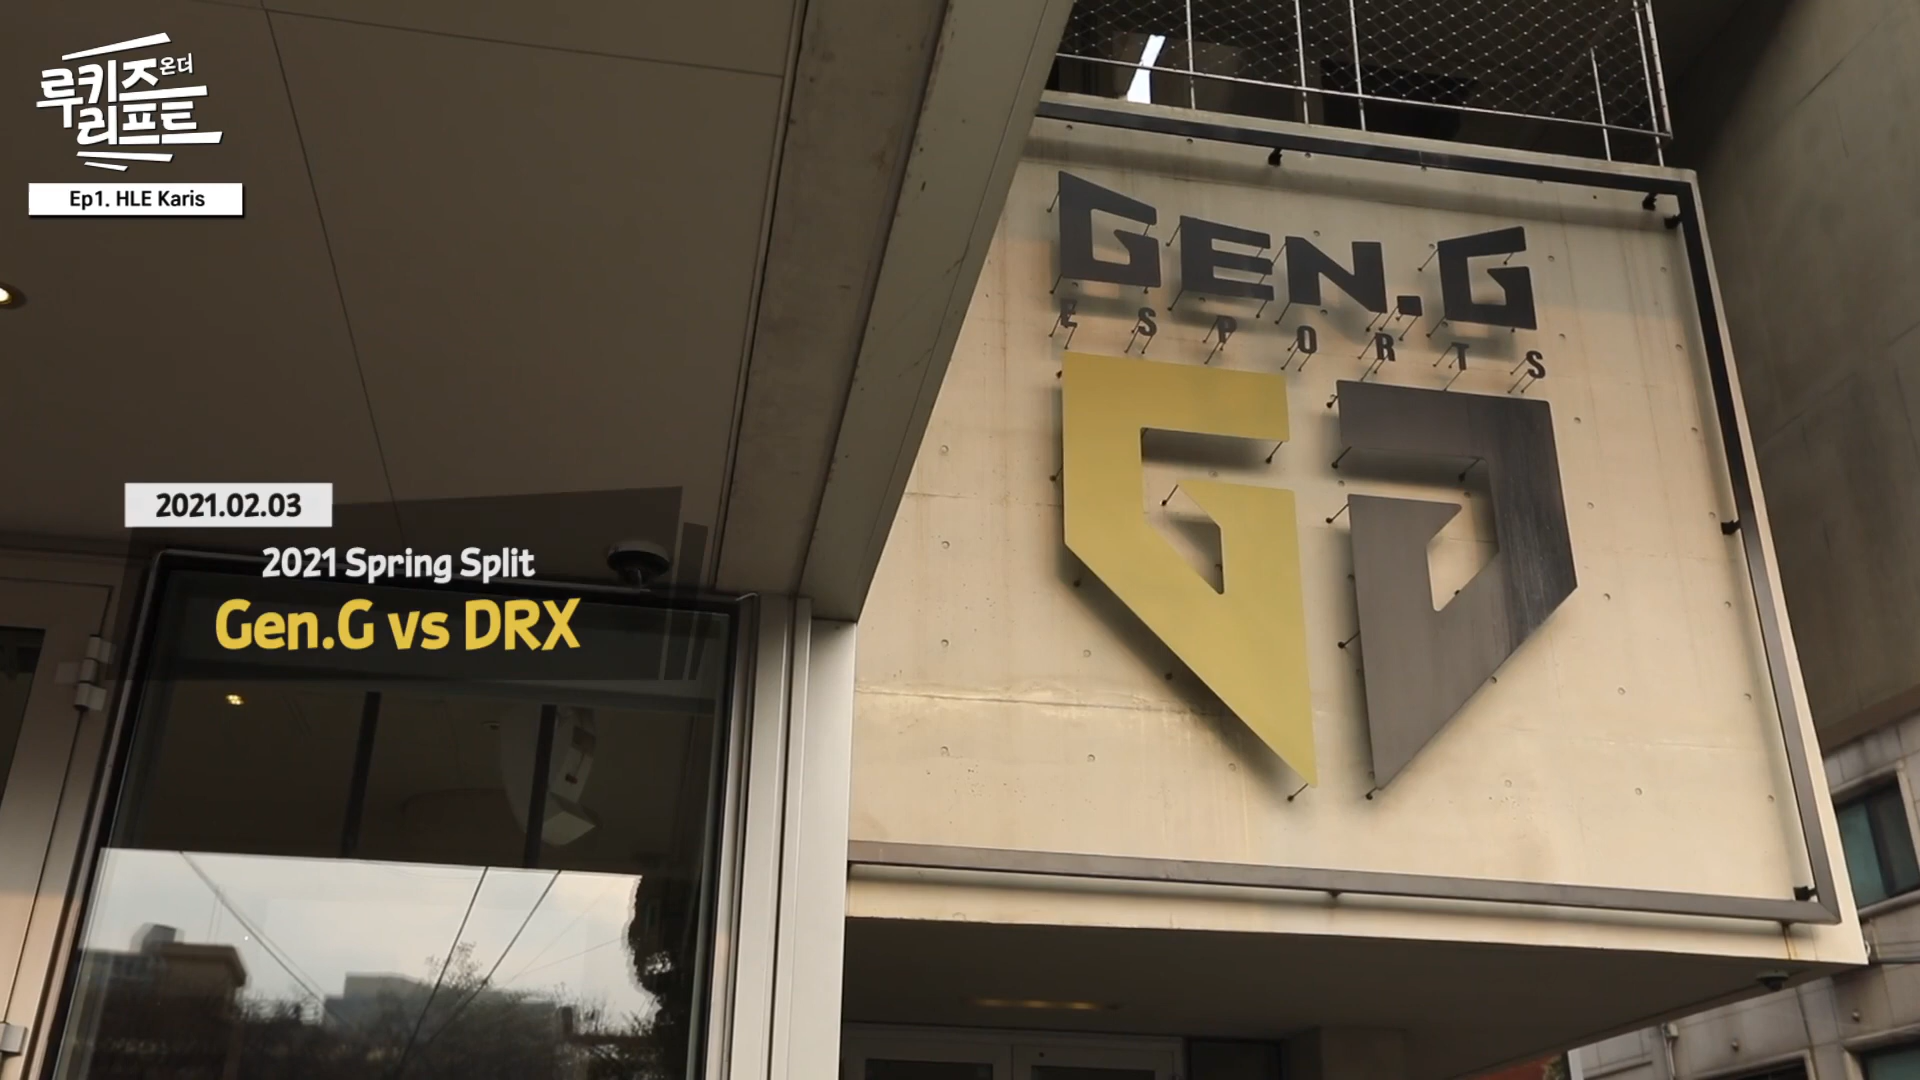 루키즈 온더
리프트
Ep1. HLE Karis
GEN.G
ESPORTS
2021.02.03
2021 Spring Split
Gen.G vs DRX